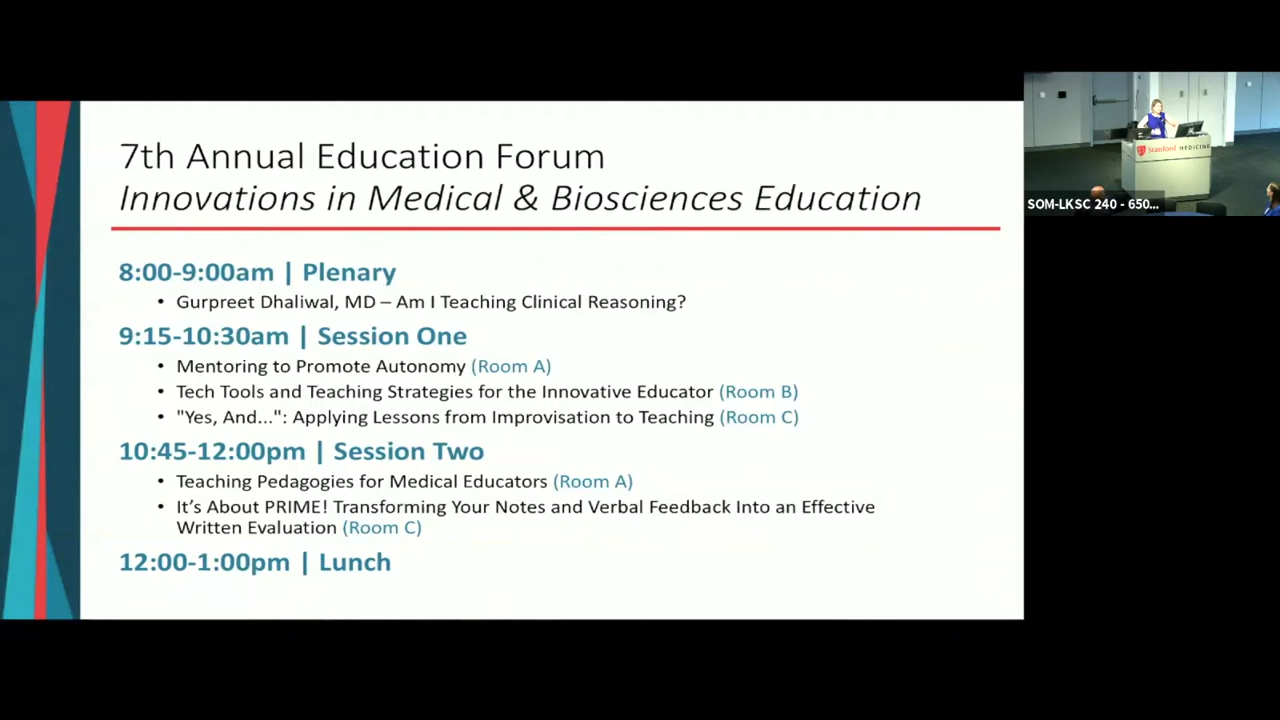 7th Annual Education Forum
Innovations in Medical & Biosciences Education
8:00-9:00am | Plenary
• Gurpreet Dhaliwal, MD – Am I Teaching Clinical Reasoning?
9:15-10:30am | Session One
• Mentoring to Promote Autonomy (Room A)
• Tech Tools and Teaching Strategies for the Innovative Educator (Room B)
• "Yes, And...": Applying Lessons from Improvisation to Teaching (Room C)
10:45-12:00pm | Session Two
• Teaching Pedagogies for Medical Educators (Room A)
• It’s About PRIME! Transforming Your Notes and Verbal Feedback Into an Effective
Written Evaluation (Room C)
12:00-1:00pm | Lunch
Stanford MEDICINE
SOM-LKSC 240 - 650...